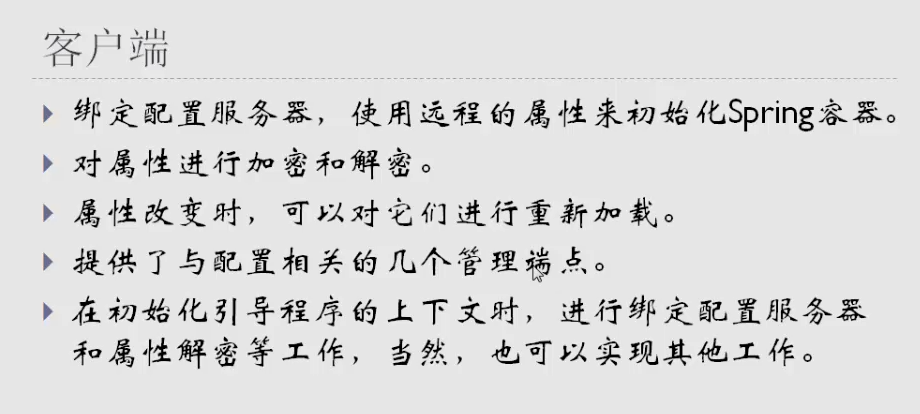 客户端
绑定配置服务器，使用远程的属性来初始化Spring容器。
对属性进行加密和解密。
属性改变时，可以对它们进行重新加载。
提供了与配置相关的几个管理端点。
在初始化引导程序的上下文时，进行绑定配置服务器
和属性解密等工作，当然，也可以实现其他工作。